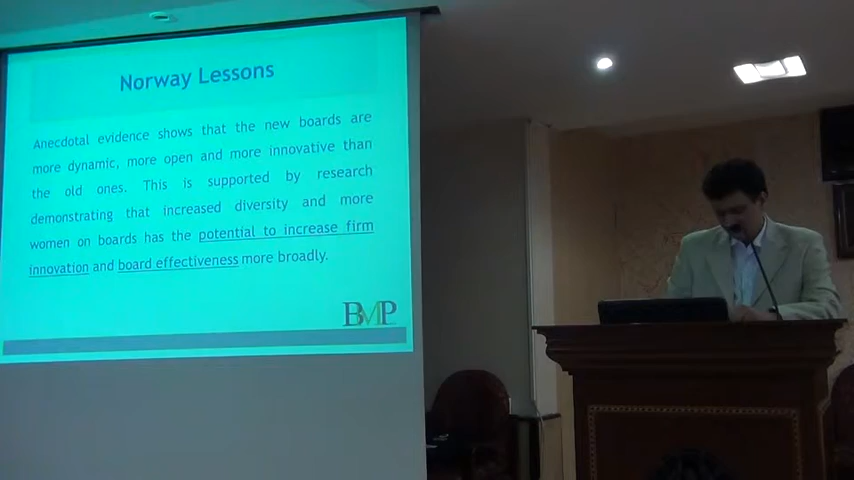 Norway Lessons
Anecdotal evidence shows that the new boards are
more dynamic, more open and more innovative than
the old ones. This is supported by research
demonstrating that increased diversity and more
women on boards has the potential to increase firm
innovation and board effectiveness more broadly.
BMP